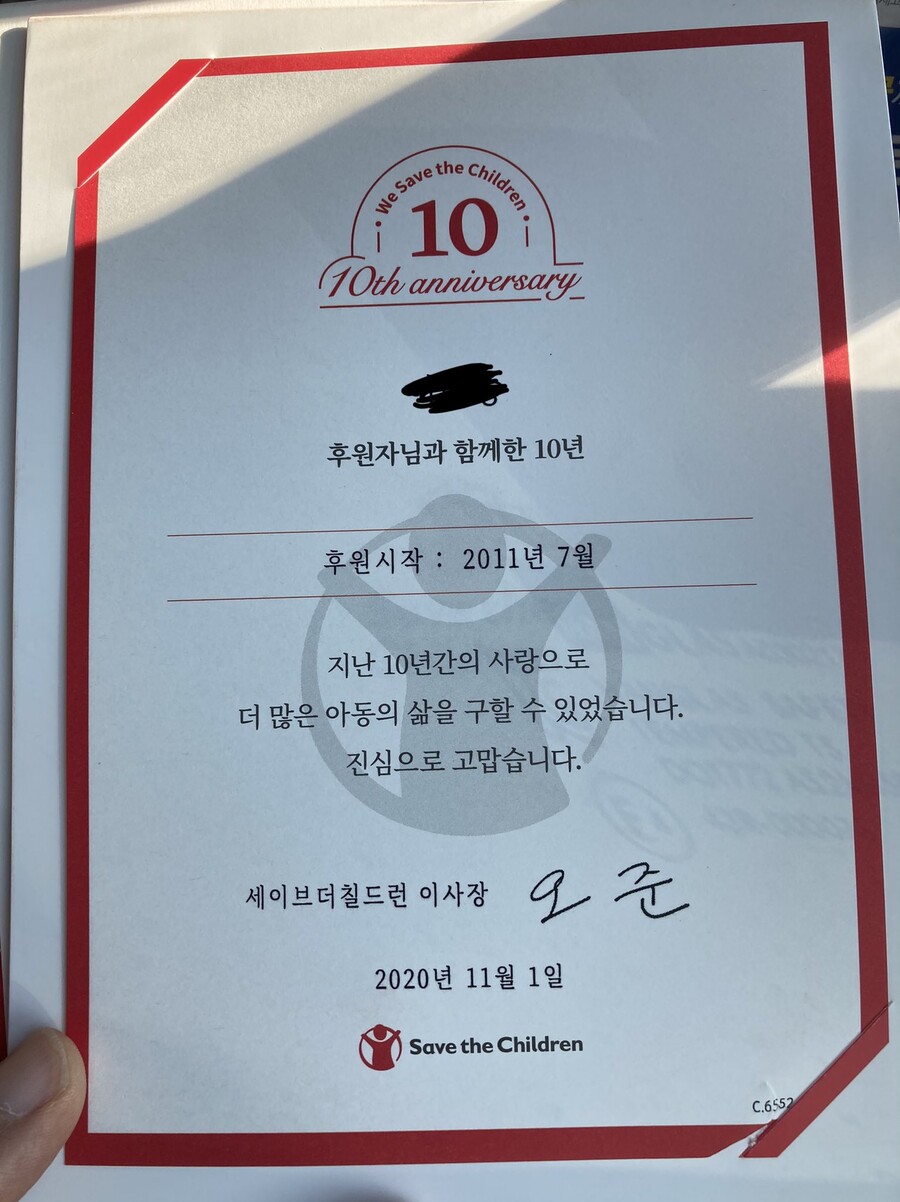 We Save the Children
10
10th anniversary
후원자님과 함께한 10년
후원시작 : 2011년 7월
지난 10년간의 사랑으로
더 많은 아동의 삶을 구할 수 있었습니다.
진심으로 고맙습니다.
세이브더칠드런 이사장 오 준
2020년 11월 1일
Save the Children
C.6552